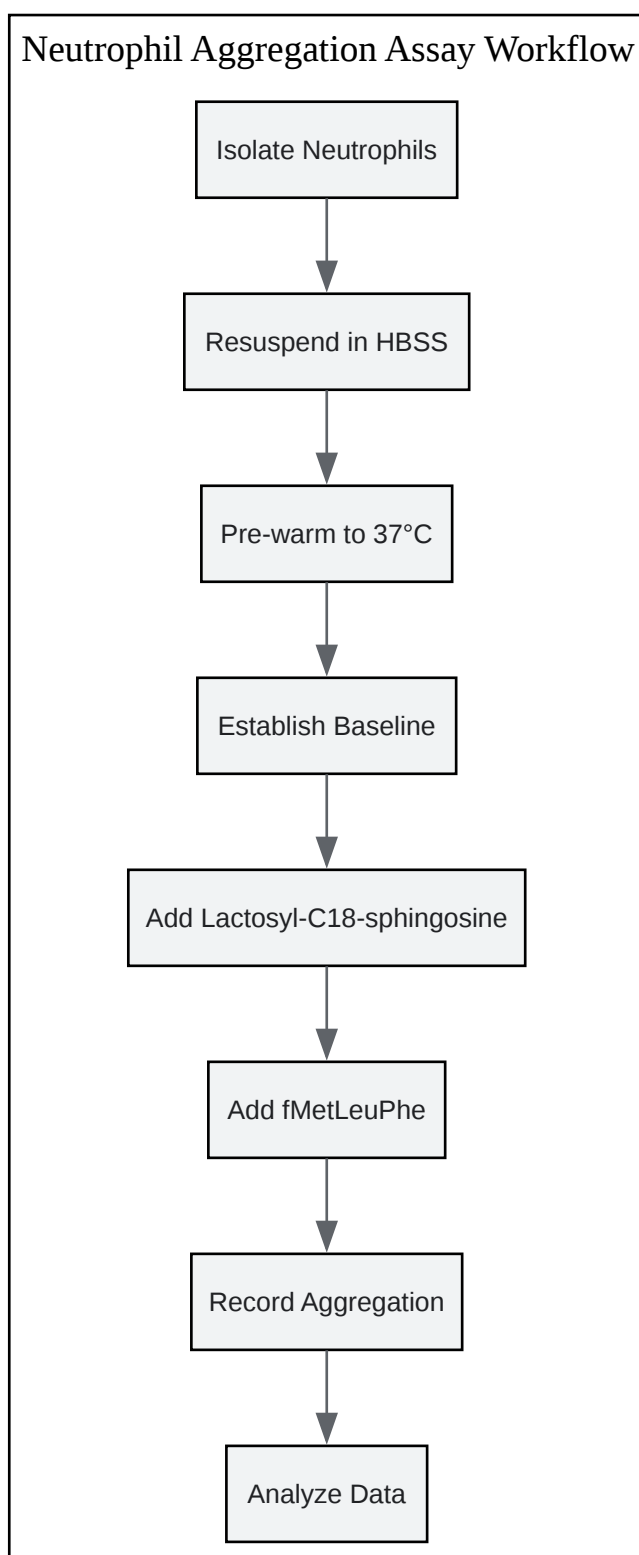 Neutrophil Aggregation Assay Workflow
Isolate Neutrophils
Resuspend in HBSS
Pre-warm to 37°C
Establish Baseline
Add Lactosyl-C18-sphingosine
Add fMetLeuPhe
Record Aggregation
Analyze Data